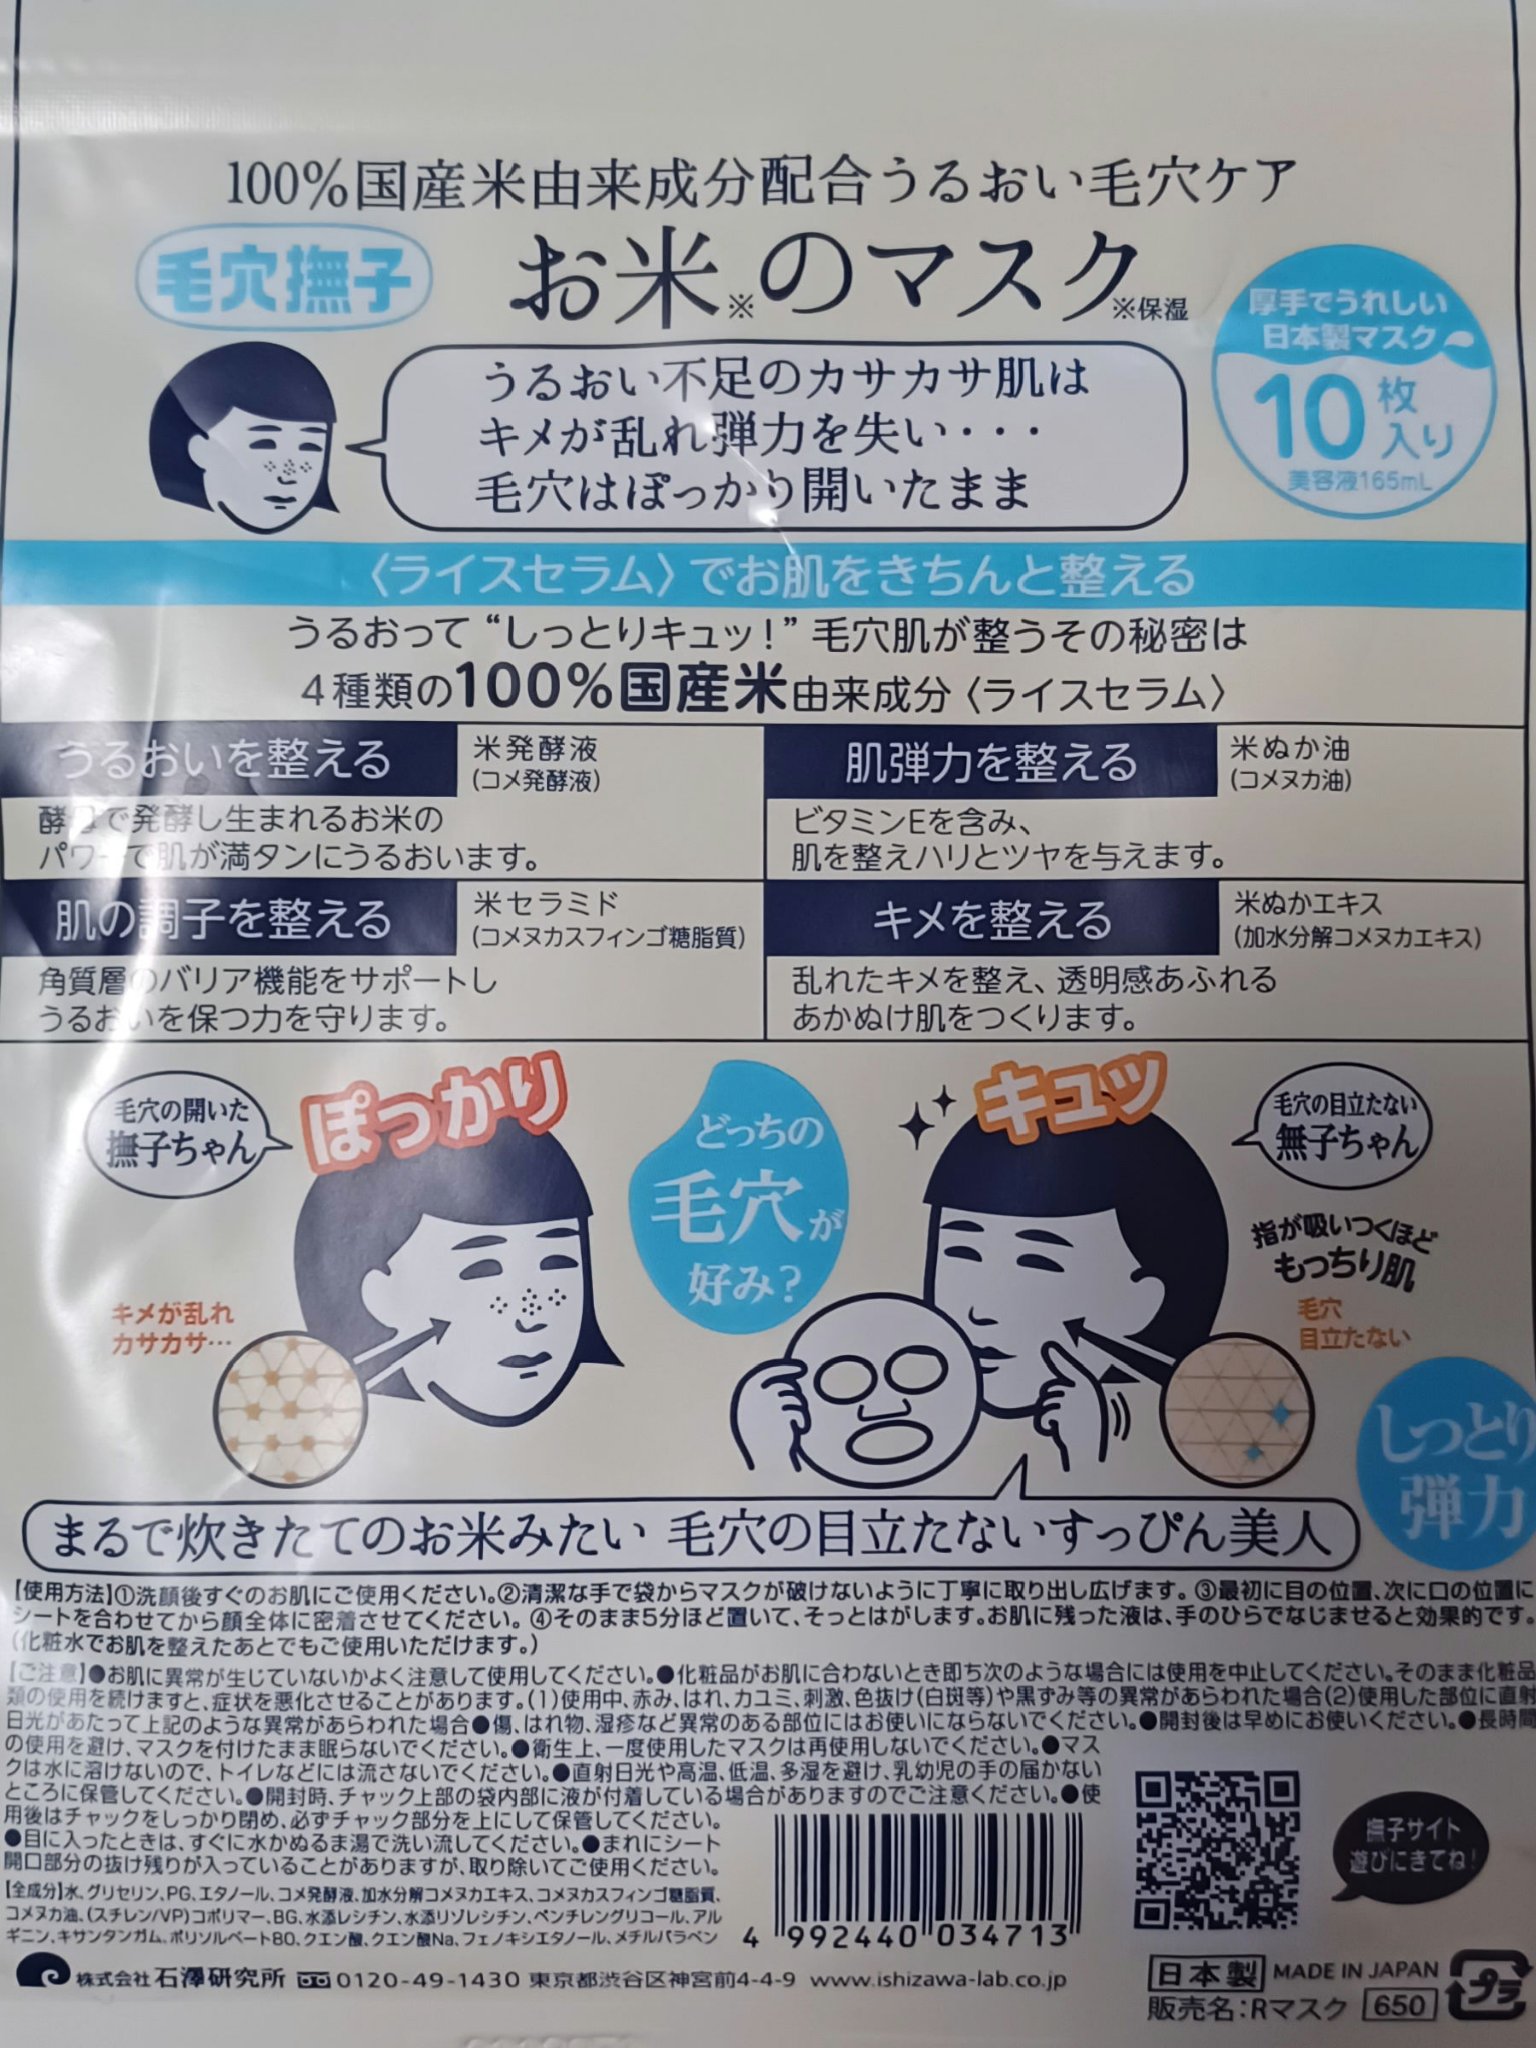 100%国産米由来成分配合うるおい毛穴ケア
毛穴撫子
お米※のマスク※保湿
厚手でうれしい
日本製マスク
10枚入り
美容液165mL
うるおい不足のカサカサ肌は
キメが乱れ弾力を失い・・・
毛穴はぽっかり開いたまま
〈ライスセラム〉でお肌をきちんと整える
うるおって“しっとりキュッ!”毛穴肌が整うその秘密は
4種類の100%国産米由来成分〈ライスセラム〉
うるおいを整える
米発酵液
(コメ発酵液)
酵母で発酵し生まれるお米の
パワーで肌が満タンにうるおいます。
肌弾力を整える
米ぬか油
(コメヌカ油)
ビタミンEを含み、
肌を整えハリとツヤを与えます。
肌の調子を整える
米セラミド
(コメヌカスフィンゴ糖脂質)
角質層のバリア機能をサポートし
うるおいを保つ力を守ります。
キメを整える
米ぬかエキス
(加水分解コメヌカエキス)
乱れたキメを整え、透明感あふれる
あかぬけ肌をつくります。
毛穴の開いた
撫子ちゃん
ぽっかり
どっちの
毛穴が
好み?
キュッ
毛穴の目立たない
無子ちゃん
キメが乱れ
カサカサ…
指が吸いつくほど
もっちり肌
毛穴
目立たない
しっとり
弾力
まるで炊きたてのお米みたい 毛穴の目立たないすっぴん美人
【使用方法】①洗顔後すぐのお肌にご使用ください。②清潔な手で袋からマスクが破けないように丁寧に取り出し広げます。③最初に目の位置、次に口の位置に
シートを合わせてから顔全体に密着させてください。④そのまま5分ほど置いて、そっとはがします。お肌に残った液は、手のひらでなじませると効果的です。
(化粧水でお肌を整えたあとでもご使用いただけます。)
【ご注意】●お肌に異常が生じていないかよく注意して使用してください。●化粧品がお肌に合わないとき即ち次のような場合には使用を中止してください。そのまま化粧品
類の使用を続けますと、症状を悪化させることがあります。(1)使用中、赤み、はれ、カユミ、刺激、色抜け(白斑等)や黒ずみ等の異常があらわれた場合(2)使用した部位に直射
日光があたって上記のような異常があらわれた場合●傷、はれ物、湿疹など異常のある部位にはお使いにならないでください。●開封後は早めにお使いください。●長時間
の使用を避け、マスクを付けたまま眠らないでください。●衛生上、一度使用したマスクは再使用しないでください。●マス
クは水に溶けないので、トイレなどには流さないでください。●直射日光や高温、低温、多湿を避け、乳幼児の手の届かない
ところに保管してください。●開封時、チャック上部の袋内部に液が付着している場合がありますのでご注意ください。●使
用後はチャックをしっかり閉め、必ずチャック部分を上にして保管してください。
●目に入ったときは、すぐに水かぬるま湯で洗い流してください。●まれにシート
開口部分の抜け残りが入っていることがありますが、取り除いてご使用ください。
【全成分】水、グリセリン、PG、エタノール、コメ発酵液、加水分解コメヌカエキス、コメヌカスフィンゴ糖脂質、
コメヌカ油、(スチレン/VP)コポリマー、BG、水添レシチン、水添リゾレシチン、ペンチレングリコール、アル
ギニン、キサンタンガム、ポリソルベート80、クエン酸、クエン酸Na、フェノキシエタノール、メチルパラベン
4 992440 034713
撫子サイト
遊びにきてね!
株式会社 石澤研究所 0120-49-1430 東京都渋谷区神宮前4-4-9 www.ishizawa-lab.co.jp
日本製 MADE IN JAPAN
販売名:Rマスク 650
プラ